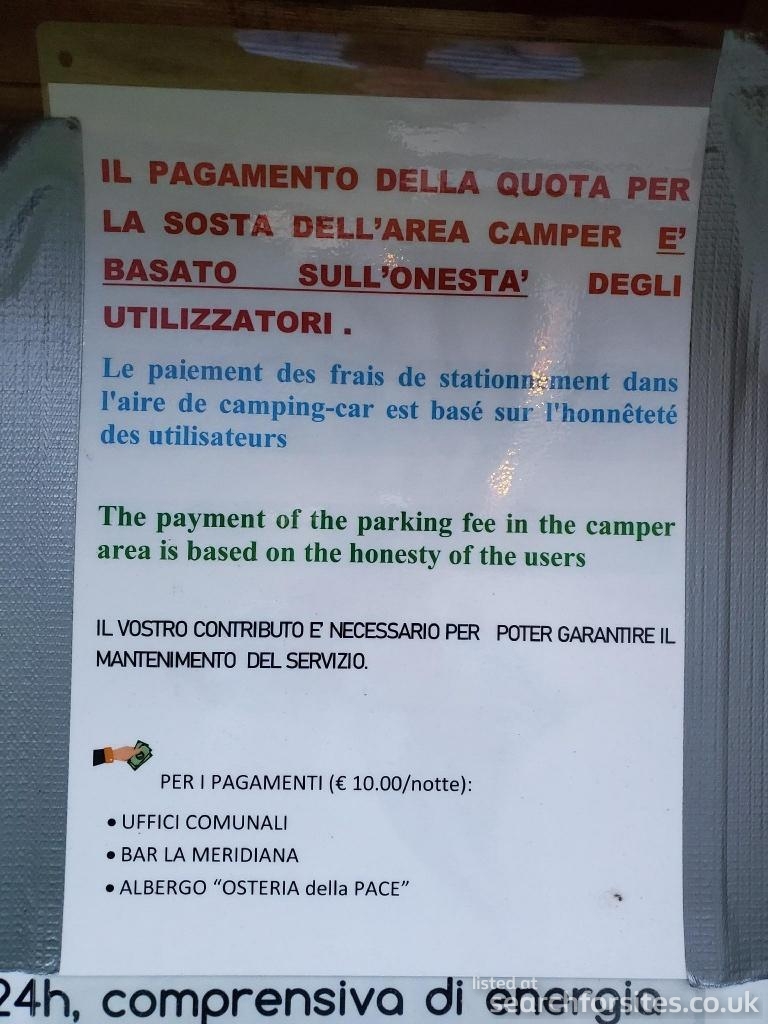 IL PAGAMENTO DELLA QUOTA PER
LA SOSTA DELL'AREA CAMPER E'
BASATO SULL'ONESTA' DEGLI
UTILIZZATORI .
Le paiement des frais de stationnement dans
l'aire de camping-car est basé sur l'honnêteté
des utilisateurs
The payment of the parking fee in the camper
area is based on the honesty of the users
IL VOSTRO CONTRIBUTO E' NECESSARIO PER POTER GARANTIRE IL
MANTENIMENTO DEL SERVIZIO.
PER I PAGAMENTI (€ 10.00/notte):
• UFFICI COMUNALI
• BAR LA MERIDIANA
• ALBERGO "OSTERIA della PACE"
24h, comprensiva di energia
listed at
searchforsites.co.uk